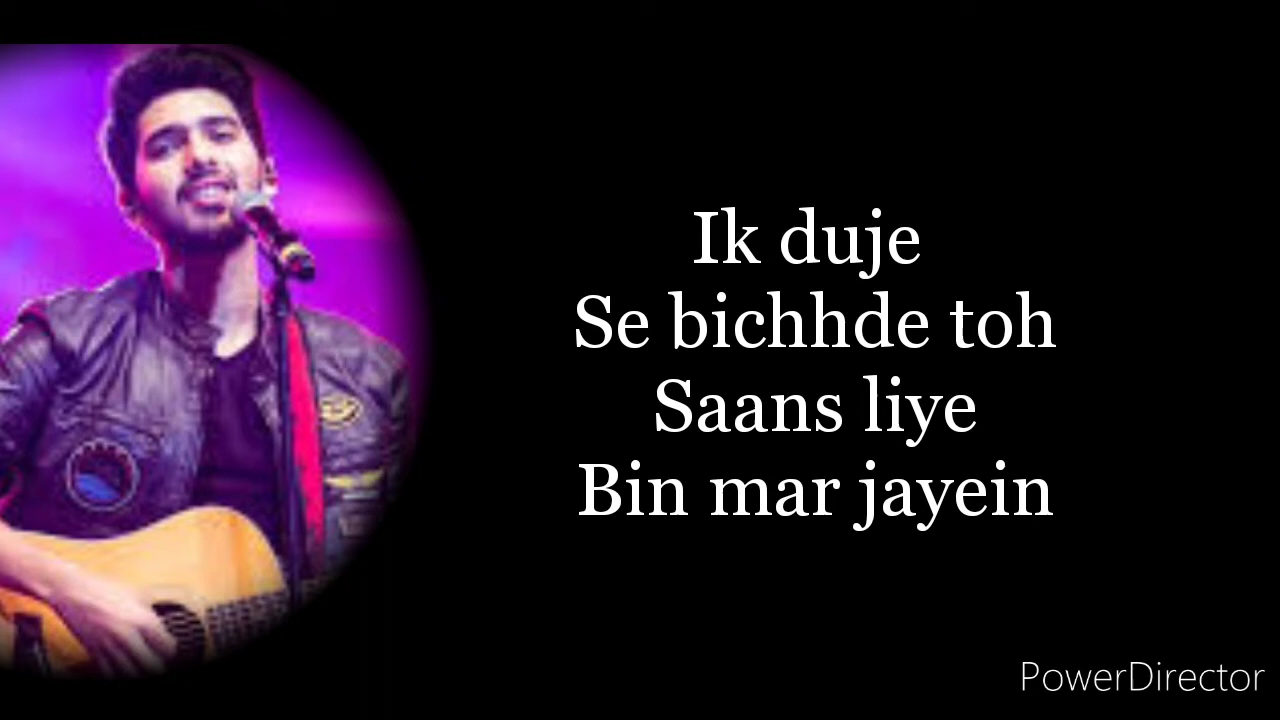 Ik duje
Se bichhde toh
Saans liye
Bin mar jayein
PowerDirector